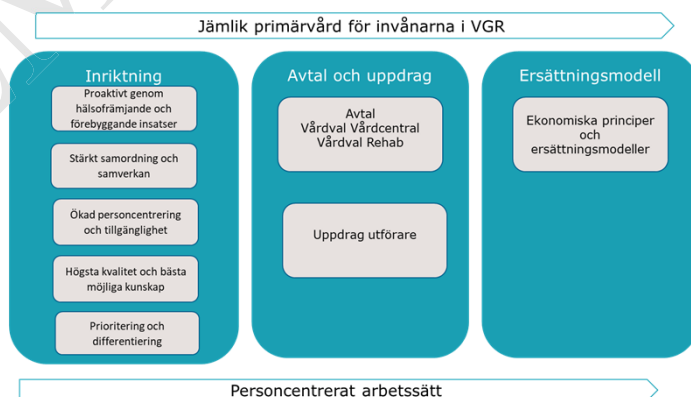 Jämlik primärvård för invånarna i VGR
Inriktning
Proaktivt genom
hälsofrämjande och
förebyggande insatser
Stärkt samordning och
samverkan
Ökad personcentrering
och tillgänglighet
Högsta kvalitet och bästa
möjliga kunskap
Prioritering och
differentiering
Avtal och uppdrag
Avtal
Vårdval Vårdcentral
Vårdval Rehab
Uppdrag utförare
Ersättningsmodell
Ekonomiska principer
och
ersättningsmodeller
Personcentrerat arbetssätt